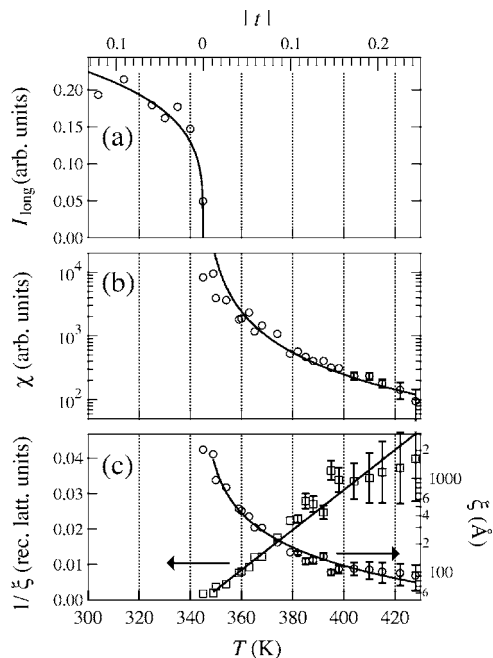 | t |
0.1 0 0.1 0.2
0.20
0.15
0.10
0.05
0.00
I long (arb. units)
(a)
10^4
10^3
10^2
χ (arb. units)
(b)
0.04
0.03
0.02
0.01
0.00
1/ξ (rec. latt. units)
(c)
2
1000
6
4
2
100
6
ξ (Å)
300 320 340 360 380 400 420
T (K)